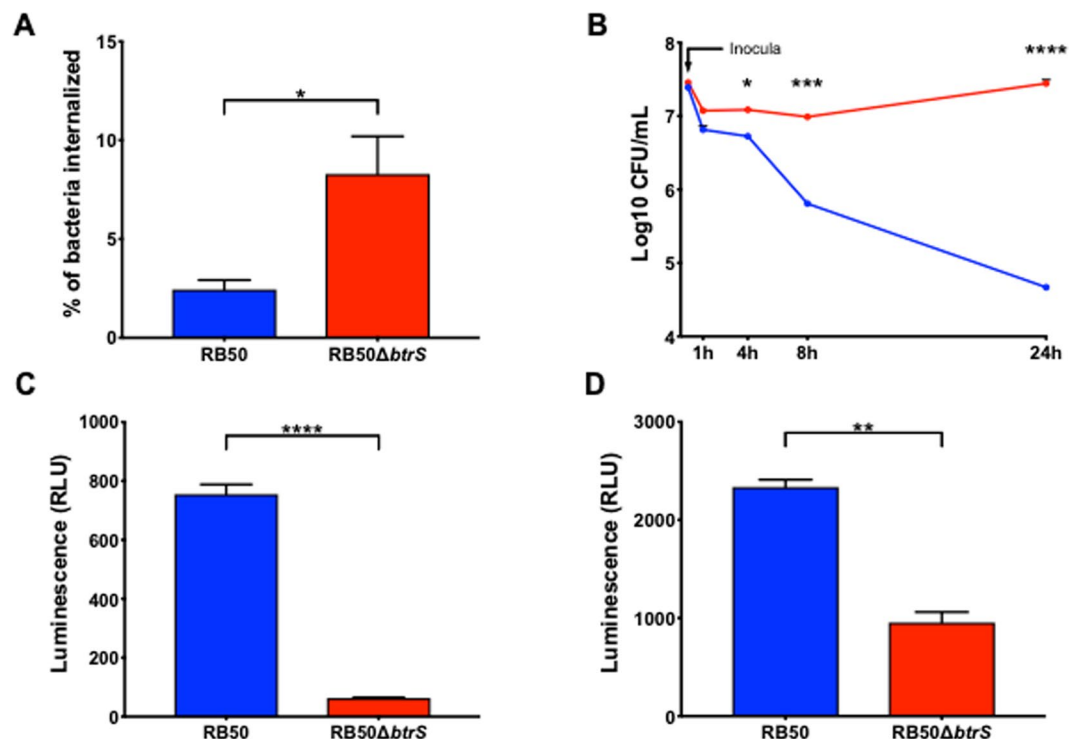 A
% of bacteria internalized
15
10
5
0
*
RB50
RB50ΔbtrS
B
Log10 CFU/mL
8
7
6
5
4
Inocula
*
***
****
1h
4h
8h
24h
C
Luminescence (RLU)
1000
800
600
400
200
0
****
RB50
RB50ΔbtrS
D
Luminescence (RLU)
3000
2000
1000
0
**
RB50
RB50ΔbtrS